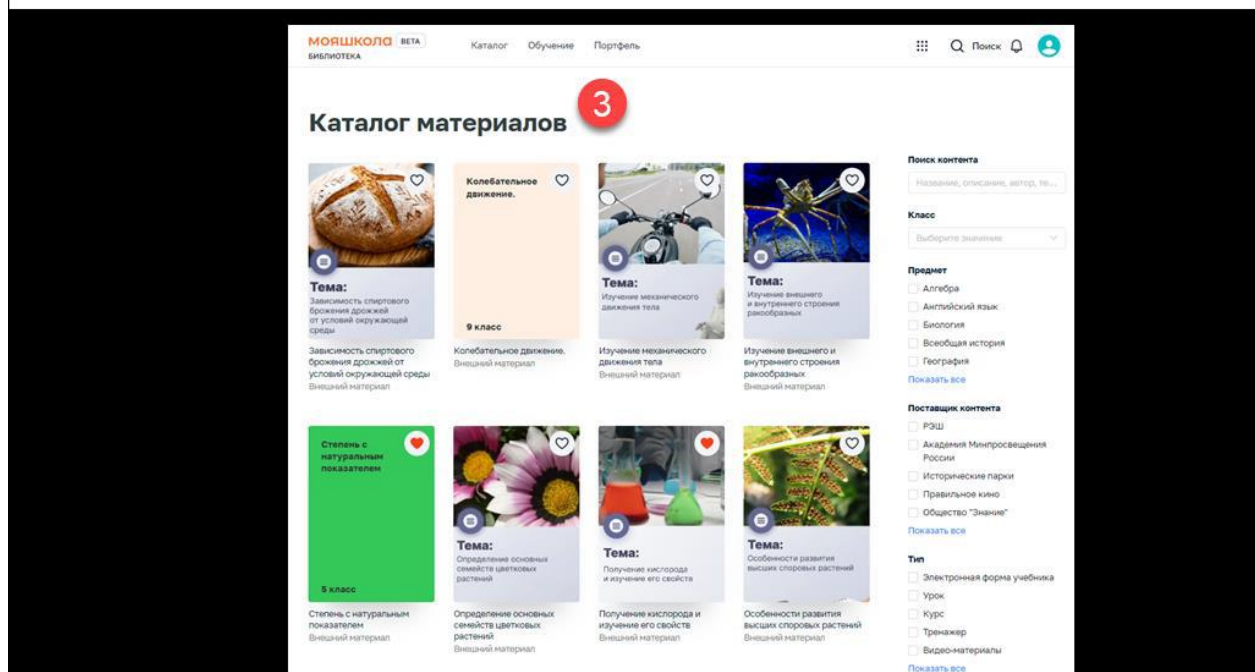 мояшкола BETA
БИБЛИОТЕКА
Каталог Обучение Портфель
Поиск
Каталог материалов
3
Тема:
Зависимость спиртового
брожения дрожжей
от условий окружающей
среды
Зависимость спиртового
брожения дрожжей от
условий окружающей среды
Внешний материал
Колебательное
движение.
9 класс
Колебательное движение.
Внешний материал
Тема:
Изучение механического
движения тела
Изучение механического
движения тела
Внешний материал
Тема:
Изучение внешнего
и внутреннего строения
ракообразных
Изучение внешнего и
внутреннего строения
ракообразных
Внешний материал
Степень с
натуральным
показателем
5 класс
Степень с натуральным
показателем
Внешний материал
Тема:
Определение основных
семейств цветковых
растений
Определение основных
семейств цветковых
растений
Внешний материал
Тема:
Получение кислорода
и изучение его свойств
Получение кислорода и
изучение его свойств
Внешний материал
Тема:
Особенности развития
высших споровых растений
Особенности развития
высших споровых растений
Внешний материал
Поиск контента
Название, описание, автор, те...
Класс
Выберите значение
Предмет
Алгебра
Английский язык
Биология
Всеобщая история
География
Показать все
Поставщик контента
РЭШ
Академия Минпросвещения
России
Исторические парки
Правильное кино
Общество "Знание"
Показать все
Тип
Электронная форма учебника
Урок
Курс
Тренажер
Видео-материалы
Показать все